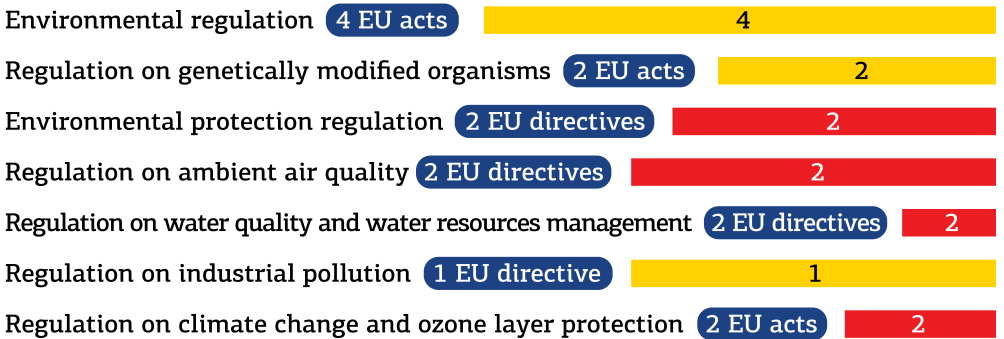 Environmental regulation 4 EU acts 4
Regulation on genetically modified organisms 2 EU acts 2
Environmental protection regulation 2 EU directives 2
Regulation on ambient air quality 2 EU directives 2
Regulation on water quality and water resources management 2 EU directives 2
Regulation on industrial pollution 1 EU directive 1
Regulation on climate change and ozone layer protection 2 EU acts 2